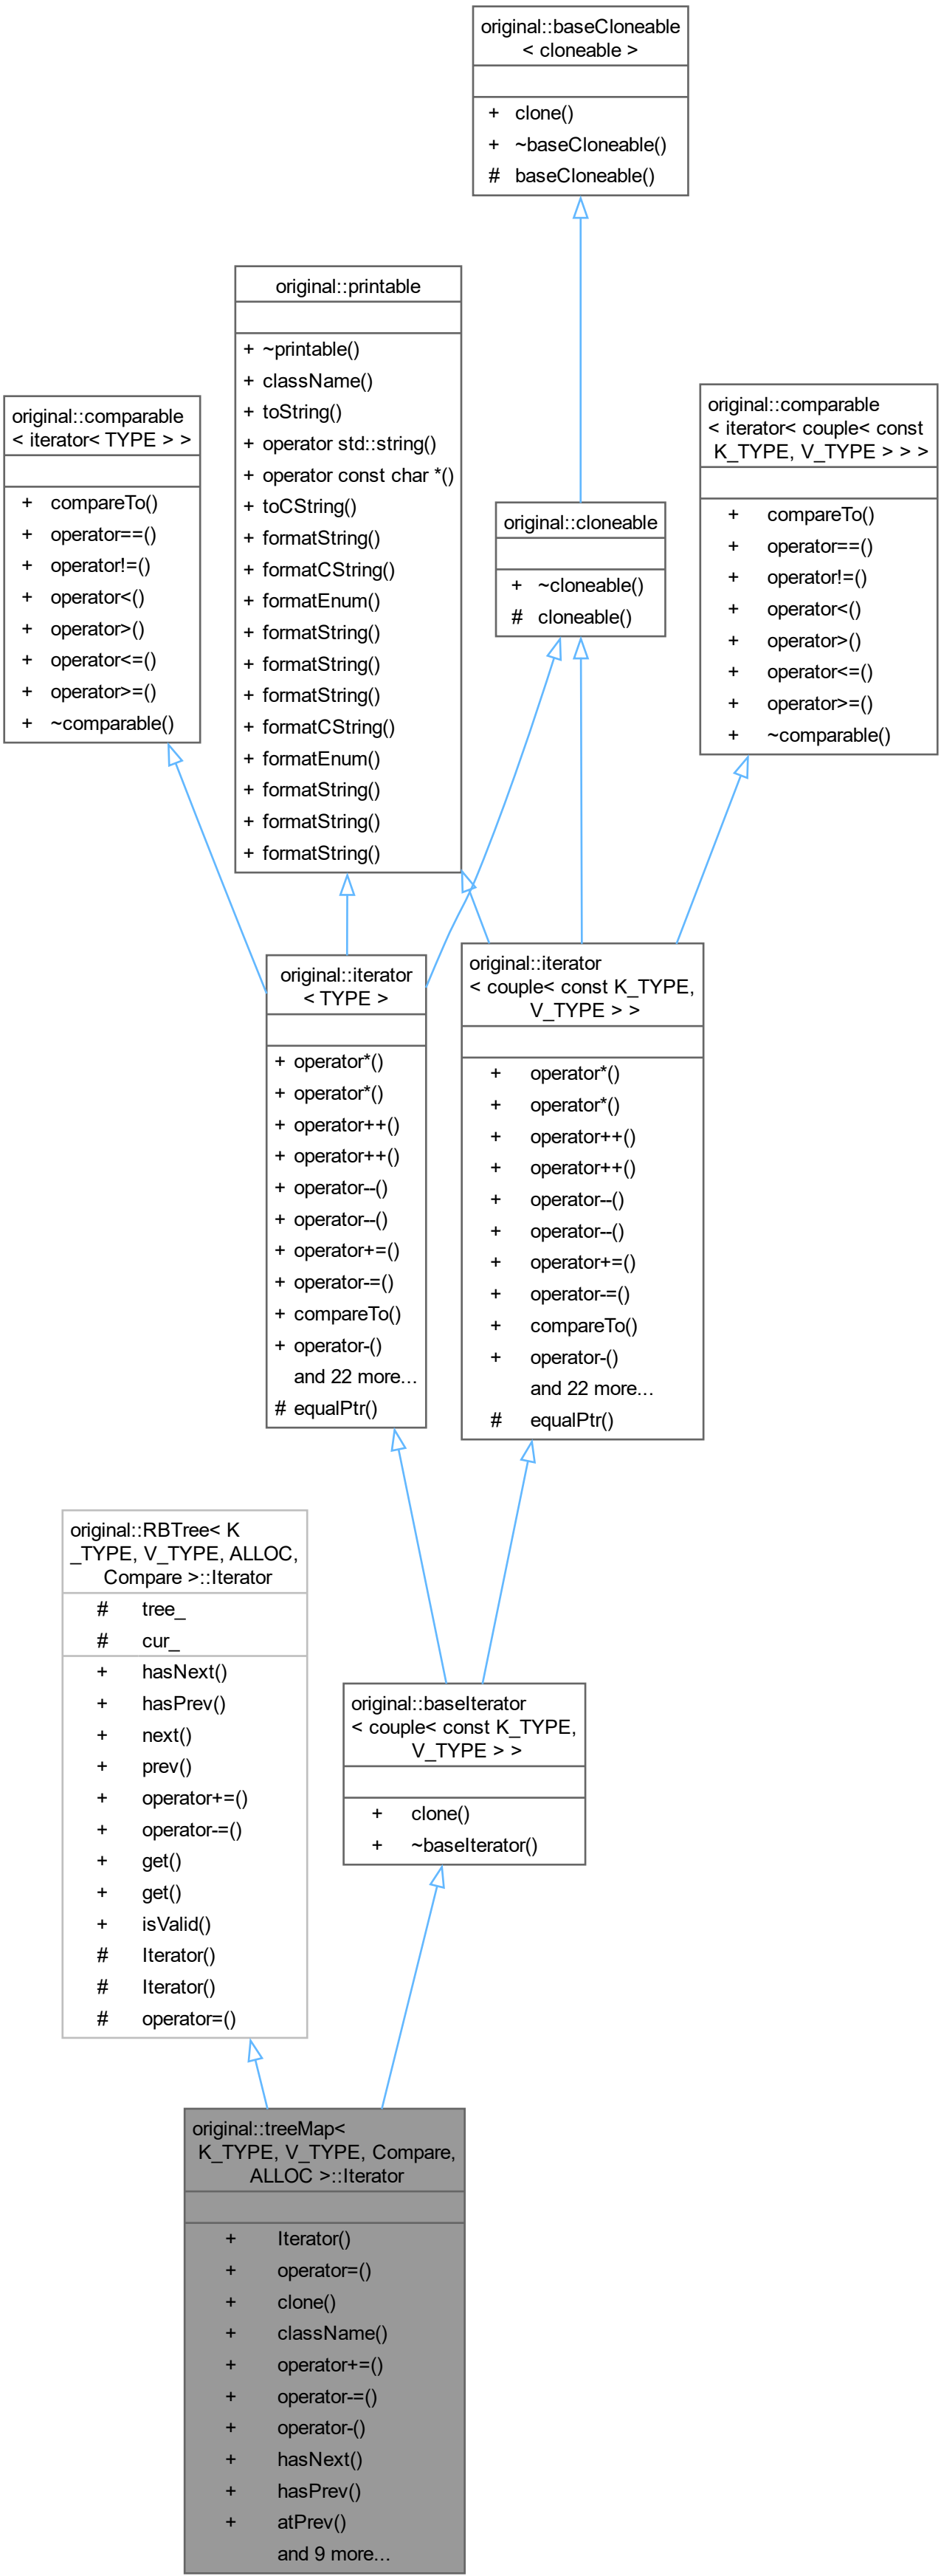 original::baseCloneable
< cloneable >
+ clone()
+ ~baseCloneable()
# baseCloneable()
original::printable
+ ~printable()
+ className()
+ toString()
+ operator std::string()
+ operator const char *()
+ toCString()
+ formatString()
+ formatCString()
+ formatEnum()
+ formatString()
+ formatString()
+ formatString()
+ formatCString()
+ formatEnum()
+ formatString()
+ formatString()
+ formatString()
original::comparable
< iterator< TYPE > >
+ compareTo()
+ operator==()
+ operator!=()
+ operator<()
+ operator>()
+ operator<=()
+ operator>=()
+ ~comparable()
original::cloneable
+ ~cloneable()
# cloneable()
original::comparable
< iterator< couple< const
K_TYPE, V_TYPE > > >
+ compareTo()
+ operator==()
+ operator!=()
+ operator<()
+ operator>()
+ operator<=()
+ operator>=()
+ ~comparable()
original::iterator
< TYPE >
+ operator*()
+ operator*()
+ operator++()
+ operator++()
+ operator--()
+ operator--()
+ operator+=()
+ operator-=()
+ compareTo()
+ operator-()
and 22 more...
# equalPtr()
original::iterator
< couple< const K_TYPE,
V_TYPE > >
+ operator*()
+ operator*()
+ operator++()
+ operator++()
+ operator--()
+ operator--()
+ operator+=()
+ operator-=()
+ compareTo()
+ operator-()
and 22 more...
# equalPtr()
original::RBTree< K
_TYPE, V_TYPE, ALLOC,
Compare >::Iterator
# tree_
# cur_
+ hasNext()
+ hasPrev()
+ next()
+ prev()
+ operator+=()
+ operator-=()
+ get()
+ get()
+ isValid()
# Iterator()
# Iterator()
# operator=()
original::baseIterator
< couple< const K_TYPE,
V_TYPE > >
+ clone()
+ ~baseIterator()
original::treeMap<
K_TYPE, V_TYPE, Compare,
ALLOC >::Iterator
+ Iterator()
+ operator=()
+ clone()
+ className()
+ operator+=()
+ operator-=()
+ operator-()
+ hasNext()
+ hasPrev()
+ atPrev()
and 9 more...